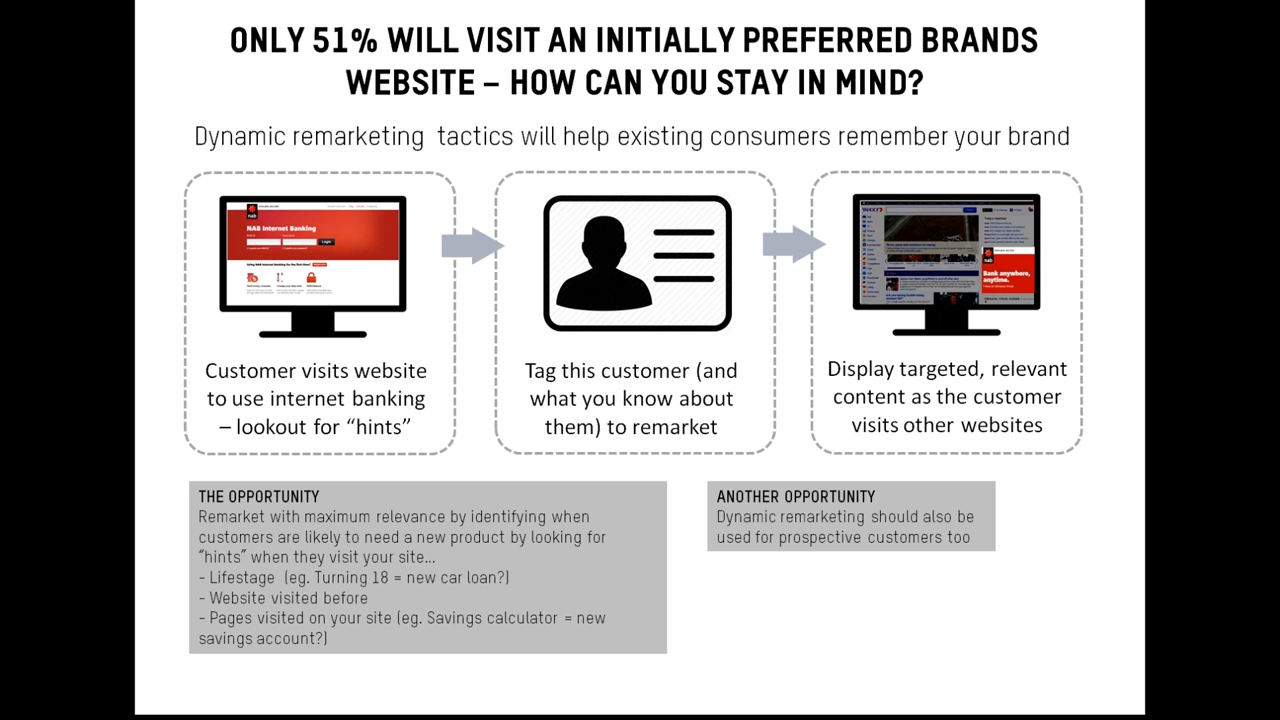 ONLY 51% WILL VISIT AN INITIALLY PREFERRED BRANDS
WEBSITE – HOW CAN YOU STAY IN MIND?
Dynamic remarketing tactics will help existing consumers remember your brand
nab
NAB Internet Banking
Login
Customer visits website
to use internet banking
– lookout for “hints”
Tag this customer (and
what you know about
them) to remarket
YAHOO!7
nab
Bank anywhere,
anytime.
Display targeted, relevant
content as the customer
visits other websites
THE OPPORTUNITY
Remarket with maximum relevance by identifying when
customers are likely to need a new product by looking for
“hints” when they visit your site...
- Lifestage (eg. Turning 18 = new car loan?)
- Website visited before
- Pages visited on your site (eg. Savings calculator = new
savings account?)
ANOTHER OPPORTUNITY
Dynamic remarketing should also be
used for prospective customers too